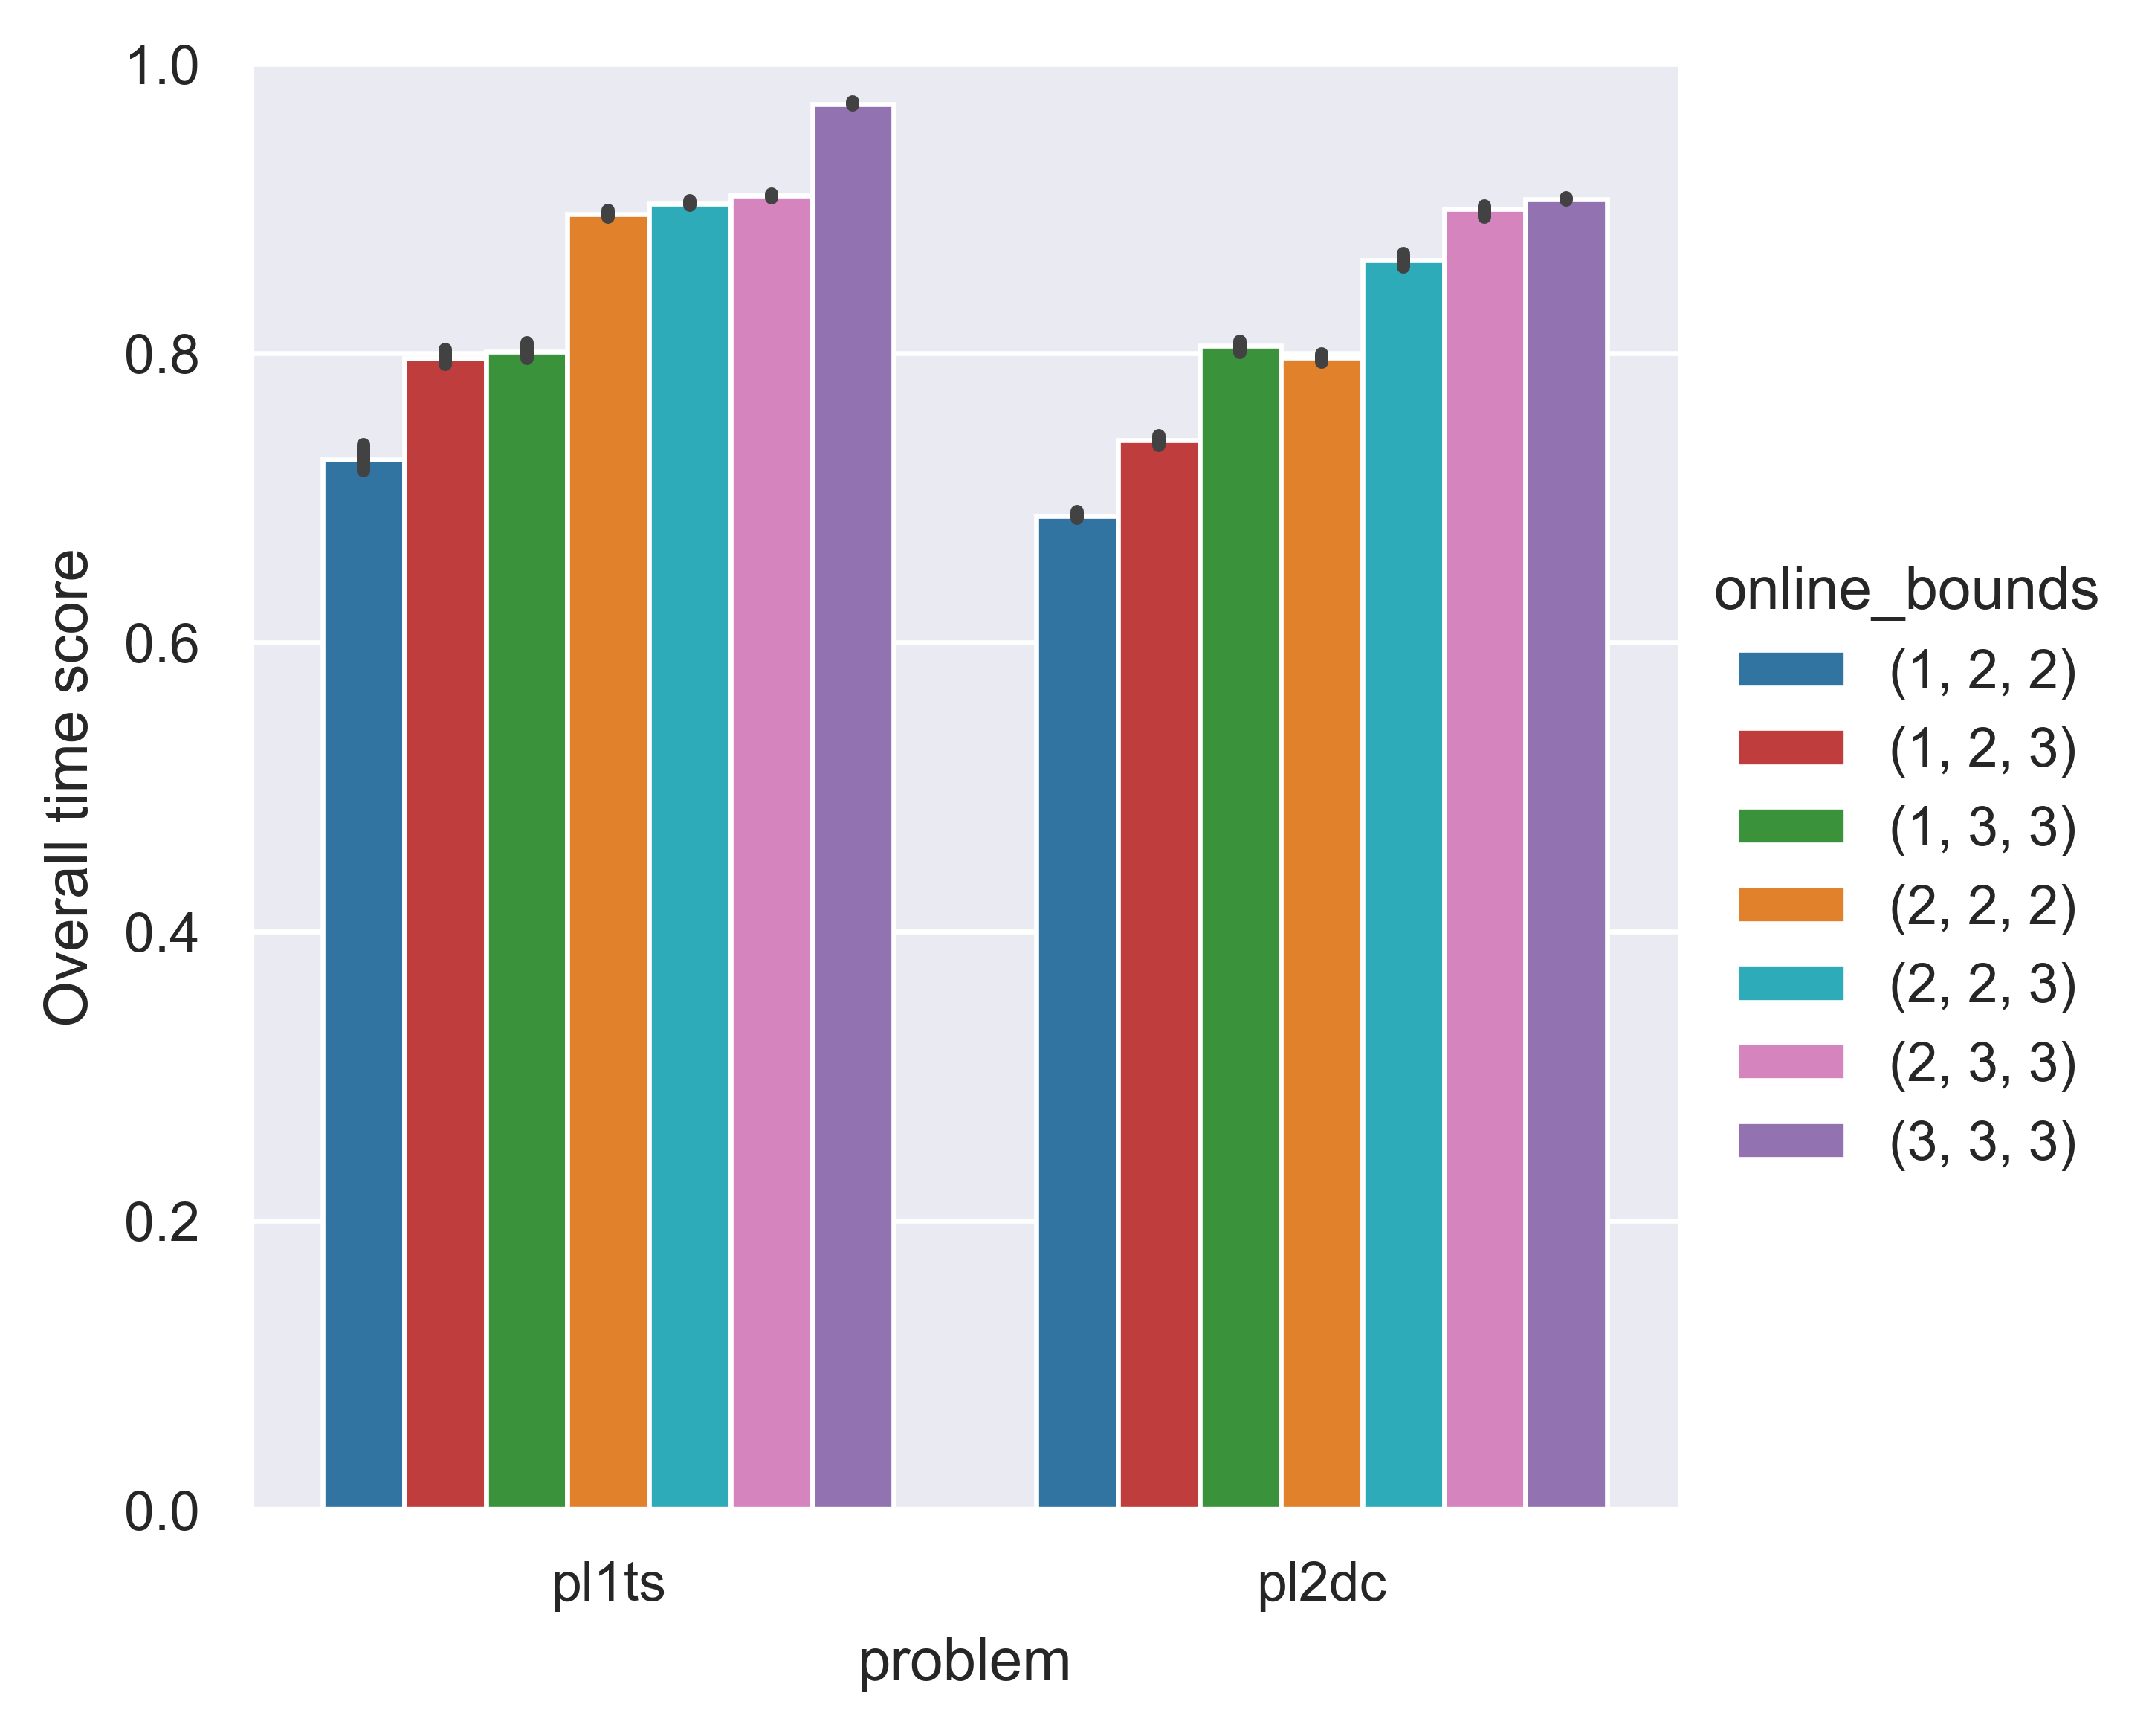 1.0
0.8
0.6
0.4
0.2
0.0
Overall time score
pl1ts
pl2dc
problem
online_bounds
(1, 2, 2)
(1, 2, 3)
(1, 3, 3)
(2, 2, 2)
(2, 2, 3)
(2, 3, 3)
(3, 3, 3)